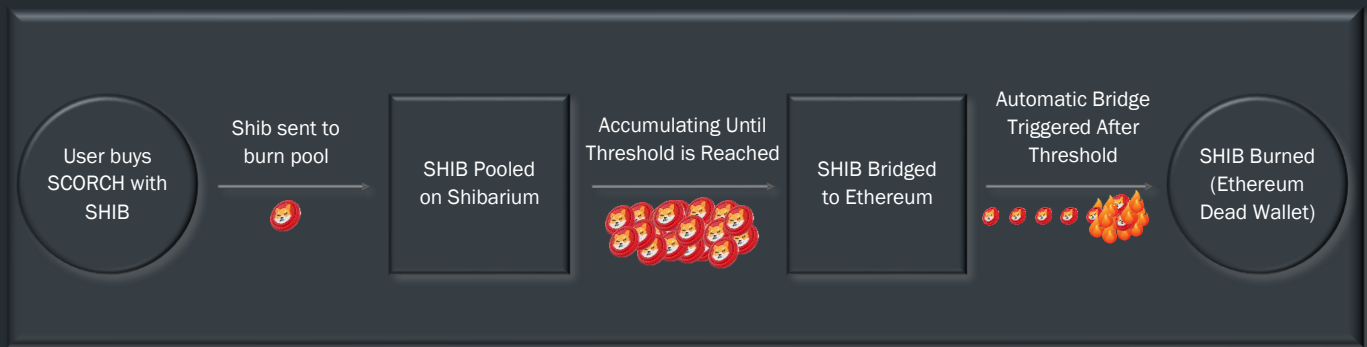 User buys
SCORCH with
SHIB
Shib sent to
burn pool
SHIB Pooled
on Shibarium
Accumulating Until
Threshold is Reached
SHIB Bridged
to Ethereum
Automatic Bridge
Triggered After
Threshold
SHIB Burned
(Ethereum
Dead Wallet)